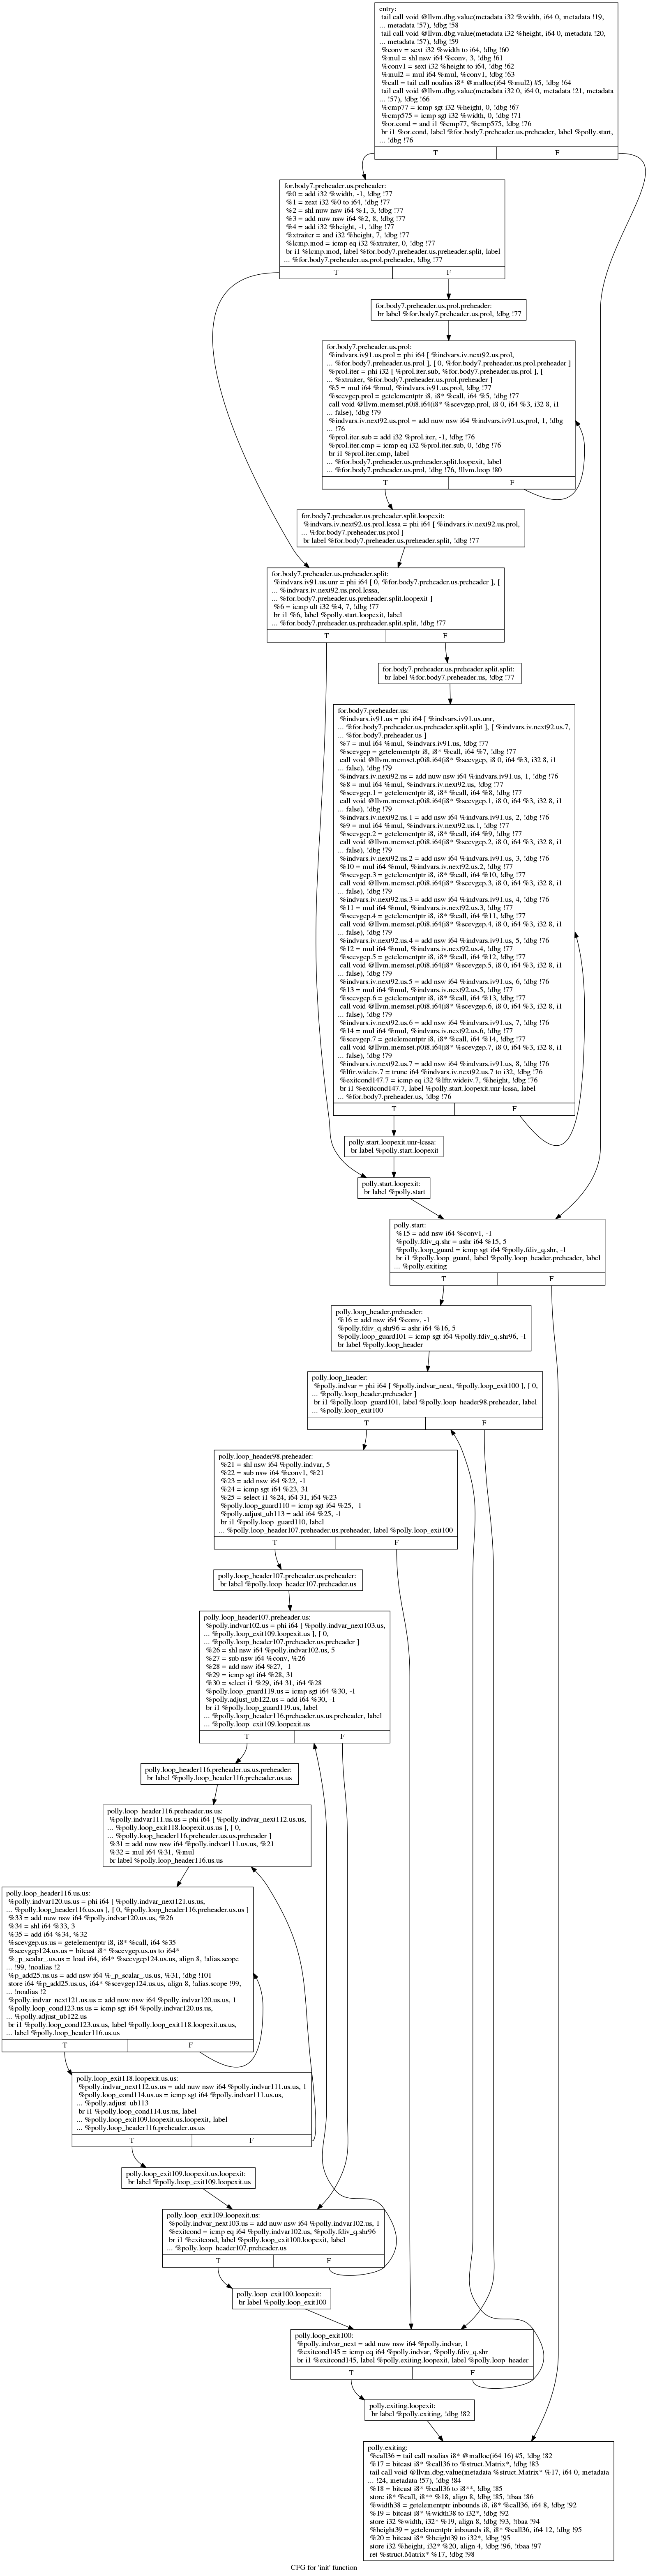 entry:
tail call void @llvm.dbg.value(metadata i32 %width, i64 0, metadata !19,
... metadata !57), !dbg !58
tail call void @llvm.dbg.value(metadata i32 %height, i64 0, metadata !20,
... metadata !57), !dbg !59
%conv = sext i32 %width to i64, !dbg !60
%mul = shl nsw i64 %conv, 3, !dbg !61
%conv1 = sext i32 %height to i64, !dbg !62
%mul2 = mul i64 %mul, %conv1, !dbg !63
%call = tail call noalias i8* @malloc(i64 %mul2) #5, !dbg !64
tail call void @llvm.dbg.value(metadata i32 0, i64 0, metadata !21, metadata
... !57), !dbg !66
%cmp77 = icmp sgt i32 %height, 0, !dbg !67
%cmp575 = icmp sgt i32 %width, 0, !dbg !71
%or.cond = and i1 %cmp77, %cmp575, !dbg !76
br i1 %or.cond, label %for.body7.preheader.us.preheader, label %polly.start,
... !dbg !76
T F
for.body7.preheader.us.preheader:
%0 = add i32 %width, -1, !dbg !77
%1 = zext i32 %0 to i64, !dbg !77
%2 = shl nuw nsw i64 %1, 3, !dbg !77
%3 = add nuw nsw i64 %2, 8, !dbg !77
%4 = add i32 %height, -1, !dbg !77
%xtraiter = and i32 %height, 7, !dbg !77
%lcmp.mod = icmp eq i32 %xtraiter, 0, !dbg !77
br i1 %lcmp.mod, label %for.body7.preheader.us.preheader.split, label
... %for.body7.preheader.us.prol.preheader, !dbg !77
T F
for.body7.preheader.us.prol.preheader:
br label %for.body7.preheader.us.prol, !dbg !77
for.body7.preheader.us.prol:
%indvars.iv91.us.prol = phi i64 [ %indvars.iv.next92.us.prol,
... %for.body7.preheader.us.prol ], [ 0, %for.body7.preheader.us.prol.preheader ]
%prol.iter = phi i32 [ %prol.iter.sub, %for.body7.preheader.us.prol ], [
... %xtraiter, %for.body7.preheader.us.prol.preheader ]
%5 = mul i64 %mul, %indvars.iv91.us.prol, !dbg !77
%scevgep.prol = getelementptr i8, i8* %call, i64 %5, !dbg !77
call void @llvm.memset.p0i8.i64(i8* %scevgep.prol, i8 0, i64 %3, i32 8, i1
... false), !dbg !79
%indvars.iv.next92.us.prol = add nuw nsw i64 %indvars.iv91.us.prol, 1, !dbg
... !76
%prol.iter.sub = add i32 %prol.iter, -1, !dbg !76
%prol.iter.cmp = icmp eq i32 %prol.iter.sub, 0, !dbg !76
br i1 %prol.iter.cmp, label
... %for.body7.preheader.us.preheader.split.loopexit, label
... %for.body7.preheader.us.prol, !dbg !76, !llvm.loop !80
T F
for.body7.preheader.us.preheader.split.loopexit:
%indvars.iv.next92.us.prol.lcssa = phi i64 [ %indvars.iv.next92.us.prol,
... %for.body7.preheader.us.prol ]
br label %for.body7.preheader.us.preheader.split, !dbg !77
for.body7.preheader.us.preheader.split:
%indvars.iv91.us.unr = phi i64 [ 0, %for.body7.preheader.us.preheader ], [
... %indvars.iv.next92.us.prol.lcssa,
... %for.body7.preheader.us.preheader.split.loopexit ]
%6 = icmp ult i32 %4, 7, !dbg !77
br i1 %6, label %polly.start.loopexit, label
... %for.body7.preheader.us.preheader.split.split, !dbg !77
T F
for.body7.preheader.us.preheader.split.split:
br label %for.body7.preheader.us, !dbg !77
for.body7.preheader.us:
%indvars.iv91.us = phi i64 [ %indvars.iv91.us.unr,
... %for.body7.preheader.us.preheader.split.split ], [ %indvars.iv.next92.us.7,
... %for.body7.preheader.us ]
%7 = mul i64 %mul, %indvars.iv91.us, !dbg !77
%scevgep = getelementptr i8, i8* %call, i64 %7, !dbg !77
call void @llvm.memset.p0i8.i64(i8* %scevgep, i8 0, i64 %3, i32 8, i1
... false), !dbg !79
%indvars.iv.next92.us = add nuw nsw i64 %indvars.iv91.us, 1, !dbg !76
%8 = mul i64 %mul, %indvars.iv.next92.us, !dbg !77
%scevgep.1 = getelementptr i8, i8* %call, i64 %8, !dbg !77
call void @llvm.memset.p0i8.i64(i8* %scevgep.1, i8 0, i64 %3, i32 8, i1
... false), !dbg !79
%indvars.iv.next92.us.1 = add nsw i64 %indvars.iv91.us, 2, !dbg !76
%9 = mul i64 %mul, %indvars.iv.next92.us.1, !dbg !77
%scevgep.2 = getelementptr i8, i8* %call, i64 %9, !dbg !77
call void @llvm.memset.p0i8.i64(i8* %scevgep.2, i8 0, i64 %3, i32 8, i1
... false), !dbg !79
%indvars.iv.next92.us.2 = add nsw i64 %indvars.iv91.us, 3, !dbg !76
%10 = mul i64 %mul, %indvars.iv.next92.us.2, !dbg !77
%scevgep.3 = getelementptr i8, i8* %call, i64 %10, !dbg !77
call void @llvm.memset.p0i8.i64(i8* %scevgep.3, i8 0, i64 %3, i32 8, i1
... false), !dbg !79
%indvars.iv.next92.us.3 = add nsw i64 %indvars.iv91.us, 4, !dbg !76
%11 = mul i64 %mul, %indvars.iv.next92.us.3, !dbg !77
%scevgep.4 = getelementptr i8, i8* %call, i64 %11, !dbg !77
call void @llvm.memset.p0i8.i64(i8* %scevgep.4, i8 0, i64 %3, i32 8, i1
... false), !dbg !79
%indvars.iv.next92.us.4 = add nsw i64 %indvars.iv91.us, 5, !dbg !76
%12 = mul i64 %mul, %indvars.iv.next92.us.4, !dbg !77
%scevgep.5 = getelementptr i8, i8* %call, i64 %12, !dbg !77
call void @llvm.memset.p0i8.i64(i8* %scevgep.5, i8 0, i64 %3, i32 8, i1
... false), !dbg !79
%indvars.iv.next92.us.5 = add nsw i64 %indvars.iv91.us, 6, !dbg !76
%13 = mul i64 %mul, %indvars.iv.next92.us.5, !dbg !77
%scevgep.6 = getelementptr i8, i8* %call, i64 %13, !dbg !77
call void @llvm.memset.p0i8.i64(i8* %scevgep.6, i8 0, i64 %3, i32 8, i1
... false), !dbg !79
%indvars.iv.next92.us.6 = add nsw i64 %indvars.iv91.us, 7, !dbg !76
%14 = mul i64 %mul, %indvars.iv.next92.us.6, !dbg !77
%scevgep.7 = getelementptr i8, i8* %call, i64 %14, !dbg !77
call void @llvm.memset.p0i8.i64(i8* %scevgep.7, i8 0, i64 %3, i32 8, i1
... false), !dbg !79
%indvars.iv.next92.us.7 = add nsw i64 %indvars.iv91.us, 8, !dbg !76
%lftr.wideiv.7 = trunc i64 %indvars.iv.next92.us.7 to i32, !dbg !76
%exitcond147.7 = icmp eq i32 %lftr.wideiv.7, %height, !dbg !76
br i1 %exitcond147.7, label %polly.start.loopexit.unr-lcssa, label
... %for.body7.preheader.us, !dbg !76
T F
polly.start.loopexit.unr-lcssa:
br label %polly.start.loopexit
polly.start.loopexit:
br label %polly.start
polly.start:
%15 = add nsw i64 %conv1, -1
%polly.fdiv_q.shr = ashr i64 %15, 5
%polly.loop_guard = icmp sgt i64 %polly.fdiv_q.shr, -1
br i1 %polly.loop_guard, label %polly.loop_header.preheader, label
... %polly.exiting
T F
polly.loop_header.preheader:
%16 = add nsw i64 %conv, -1
%polly.fdiv_q.shr96 = ashr i64 %16, 5
%polly.loop_guard101 = icmp sgt i64 %polly.fdiv_q.shr96, -1
br label %polly.loop_header
polly.loop_header:
%polly.indvar = phi i64 [ %polly.indvar_next, %polly.loop_exit100 ], [ 0,
... %polly.loop_header.preheader ]
br i1 %polly.loop_guard101, label %polly.loop_header98.preheader, label
... %polly.loop_exit100
T F
polly.loop_header98.preheader:
%21 = shl nsw i64 %polly.indvar, 5
%22 = sub nsw i64 %conv1, %21
%23 = add nsw i64 %22, -1
%24 = icmp sgt i64 %23, 31
%25 = select i1 %24, i64 31, i64 %23
%polly.loop_guard110 = icmp sgt i64 %25, -1
%polly.adjust_ub113 = add i64 %25, -1
br i1 %polly.loop_guard110, label
... %polly.loop_header107.preheader.us.preheader, label %polly.loop_exit100
T F
polly.loop_header107.preheader.us.preheader:
br label %polly.loop_header107.preheader.us
polly.loop_header107.preheader.us:
%polly.indvar102.us = phi i64 [ %polly.indvar_next103.us,
... %polly.loop_exit109.loopexit.us ], [ 0,
... %polly.loop_header107.preheader.us.preheader ]
%26 = shl nsw i64 %polly.indvar102.us, 5
%27 = sub nsw i64 %conv, %26
%28 = add nsw i64 %27, -1
%29 = icmp sgt i64 %28, 31
%30 = select i1 %29, i64 31, i64 %28
%polly.loop_guard119.us = icmp sgt i64 %30, -1
%polly.adjust_ub122.us = add i64 %30, -1
br i1 %polly.loop_guard119.us, label
... %polly.loop_header116.preheader.us.us.preheader, label
... %polly.loop_exit109.loopexit.us
T F
polly.loop_header116.preheader.us.us.preheader:
br label %polly.loop_header116.preheader.us.us
polly.loop_header116.preheader.us.us:
%polly.indvar111.us.us = phi i64 [ %polly.indvar_next112.us.us,
... %polly.loop_exit118.loopexit.us.us ], [ 0,
... %polly.loop_header116.preheader.us.us.preheader ]
%31 = add nuw nsw i64 %polly.indvar111.us.us, %21
%32 = mul i64 %31, %mul
br label %polly.loop_header116.us.us
polly.loop_header116.us.us:
%polly.indvar120.us.us = phi i64 [ %polly.indvar_next121.us.us,
... %polly.loop_header116.us.us ], [ 0, %polly.loop_header116.preheader.us.us ]
%33 = add nuw nsw i64 %polly.indvar120.us.us, %26
%34 = shl i64 %33, 3
%35 = add i64 %34, %32
%scevgep.us.us = getelementptr i8, i8* %call, i64 %35
%scevgep124.us.us = bitcast i8* %scevgep.us.us to i64*
%_p_scalar_.us.us = load i64, i64* %scevgep124.us.us, align 8, !alias.scope
... !99, !noalias !2
%p_add25.us.us = add nsw i64 %_p_scalar_.us.us, %31, !dbg !101
store i64 %p_add25.us.us, i64* %scevgep124.us.us, align 8, !alias.scope !99,
... !noalias !2
%polly.indvar_next121.us.us = add nuw nsw i64 %polly.indvar120.us.us, 1
%polly.loop_cond123.us.us = icmp sgt i64 %polly.indvar120.us.us,
... %polly.adjust_ub122.us
br i1 %polly.loop_cond123.us.us, label %polly.loop_exit118.loopexit.us.us,
... label %polly.loop_header116.us.us
T F
polly.loop_exit118.loopexit.us.us:
%polly.indvar_next112.us.us = add nuw nsw i64 %polly.indvar111.us.us, 1
%polly.loop_cond114.us.us = icmp sgt i64 %polly.indvar111.us.us,
... %polly.adjust_ub113
br i1 %polly.loop_cond114.us.us, label
... %polly.loop_exit109.loopexit.us.loopexit, label
... %polly.loop_header116.preheader.us.us
T F
polly.loop_exit109.loopexit.us.loopexit:
br label %polly.loop_exit109.loopexit.us
polly.loop_exit109.loopexit.us:
%polly.indvar_next103.us = add nuw nsw i64 %polly.indvar102.us, 1
%exitcond = icmp eq i64 %polly.indvar102.us, %polly.fdiv_q.shr96
br i1 %exitcond, label %polly.loop_exit100.loopexit, label
... %polly.loop_header107.preheader.us
T F
polly.loop_exit100.loopexit:
br label %polly.loop_exit100
polly.loop_exit100:
%polly.indvar_next = add nuw nsw i64 %polly.indvar, 1
%exitcond145 = icmp eq i64 %polly.indvar, %polly.fdiv_q.shr
br i1 %exitcond145, label %polly.exiting.loopexit, label %polly.loop_header
T F
polly.exiting.loopexit:
br label %polly.exiting, !dbg !82
polly.exiting:
%call36 = tail call noalias i8* @malloc(i64 16) #5, !dbg !82
%17 = bitcast i8* %call36 to %struct.Matrix*, !dbg !83
tail call void @llvm.dbg.value(metadata %struct.Matrix* %17, i64 0, metadata
... !24, metadata !57), !dbg !84
%18 = bitcast i8* %call36 to i8**, !dbg !85
store i8* %call, i8** %18, align 8, !dbg !85, !tbaa !86
%width38 = getelementptr inbounds i8, i8* %call36, i64 8, !dbg !92
%19 = bitcast i8* %width38 to i32*, !dbg !92
store i32 %width, i32* %19, align 8, !dbg !93, !tbaa !94
%height39 = getelementptr inbounds i8, i8* %call36, i64 12, !dbg !95
%20 = bitcast i8* %height39 to i32*, !dbg !95
store i32 %height, i32* %20, align 4, !dbg !96, !tbaa !97
ret %struct.Matrix* %17, !dbg !98
CFG for 'init' function